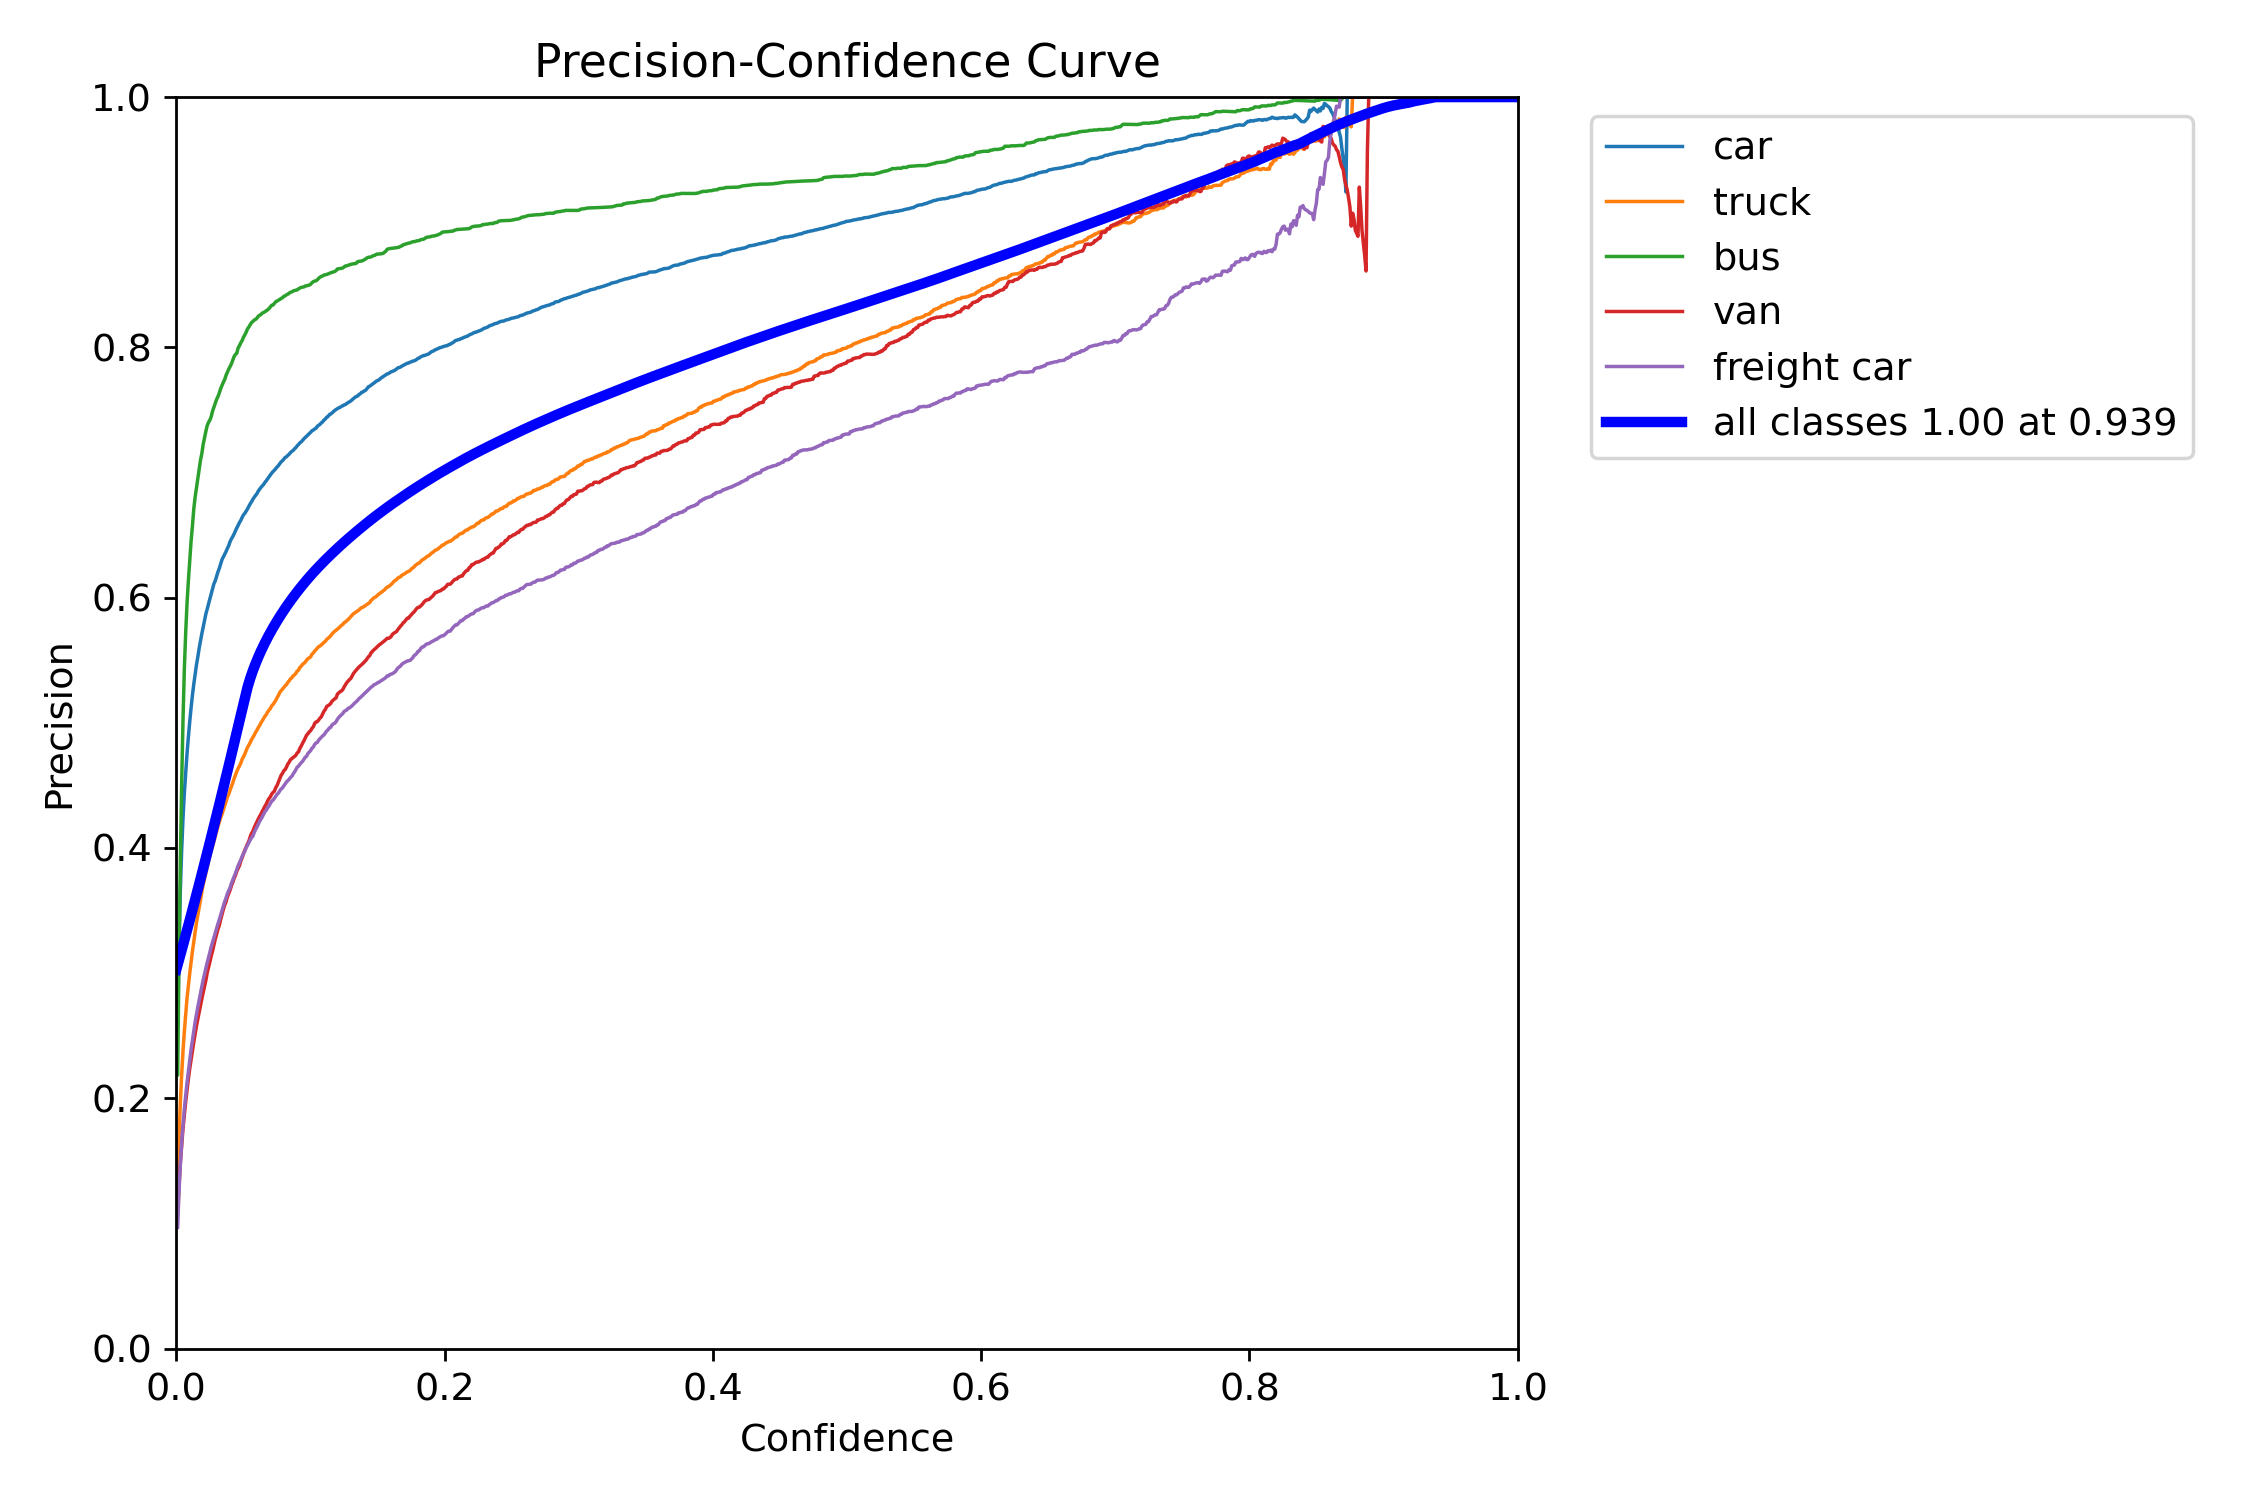 Precision-Confidence Curve
1.0
0.8
0.6
0.4
0.2
0.0
Precision
0.0 0.2 0.4 0.6 0.8 1.0
Confidence
car
truck
bus
van
freight car
all classes 1.00 at 0.939